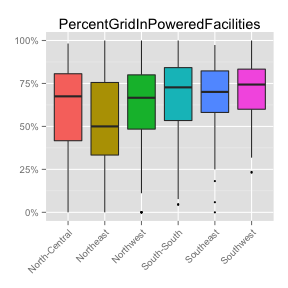 PercentGridInPoweredFacilities
100%
75%
50%
25%
0%
North-Central
Northeast
Northwest
South-South
Southeast
Southwest